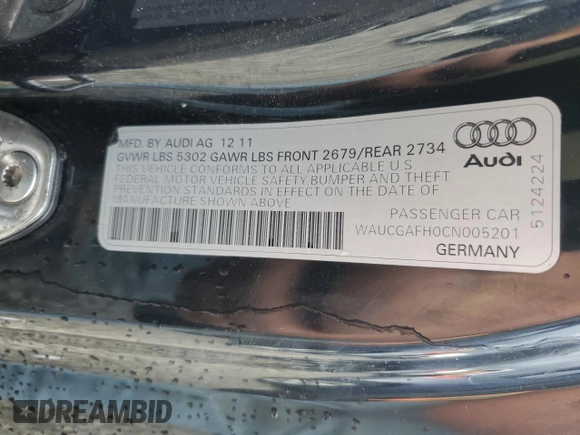 MFD. BY AUDI AG 12 11
GVWR LBS 5302 GAWR LBS FRONT 2679/REAR 2734
THIS VEHICLE CONFORMS TO ALL APPLICABLE U S
FEDERAL MOTOR VEHICLE SAFETY,BUMPER AND THEFT
PREVENTION STANDARDS IN EFFECT ON THE DATE OF
MANUFACTURE SHOWN ABOVE
Audi
5124224
PASSENGER CAR
WAUCGAFH0CN005201
GERMANY
DREAMBID